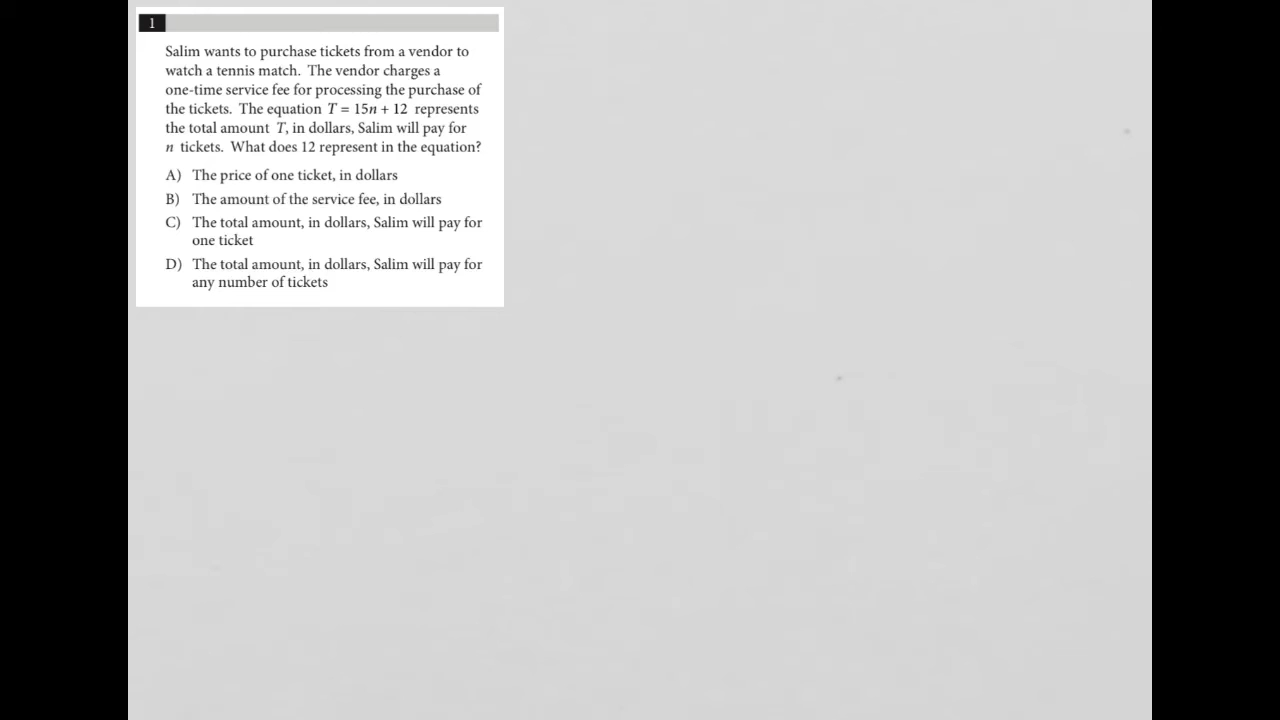 1
Salim wants to purchase tickets from a vendor to
watch a tennis match. The vendor charges a
one-time service fee for processing the purchase of
the tickets. The equation T = 15n + 12 represents
the total amount T, in dollars, Salim will pay for
n tickets. What does 12 represent in the equation?
A) The price of one ticket, in dollars
B) The amount of the service fee, in dollars
C) The total amount, in dollars, Salim will pay for
one ticket
D) The total amount, in dollars, Salim will pay for
any number of tickets